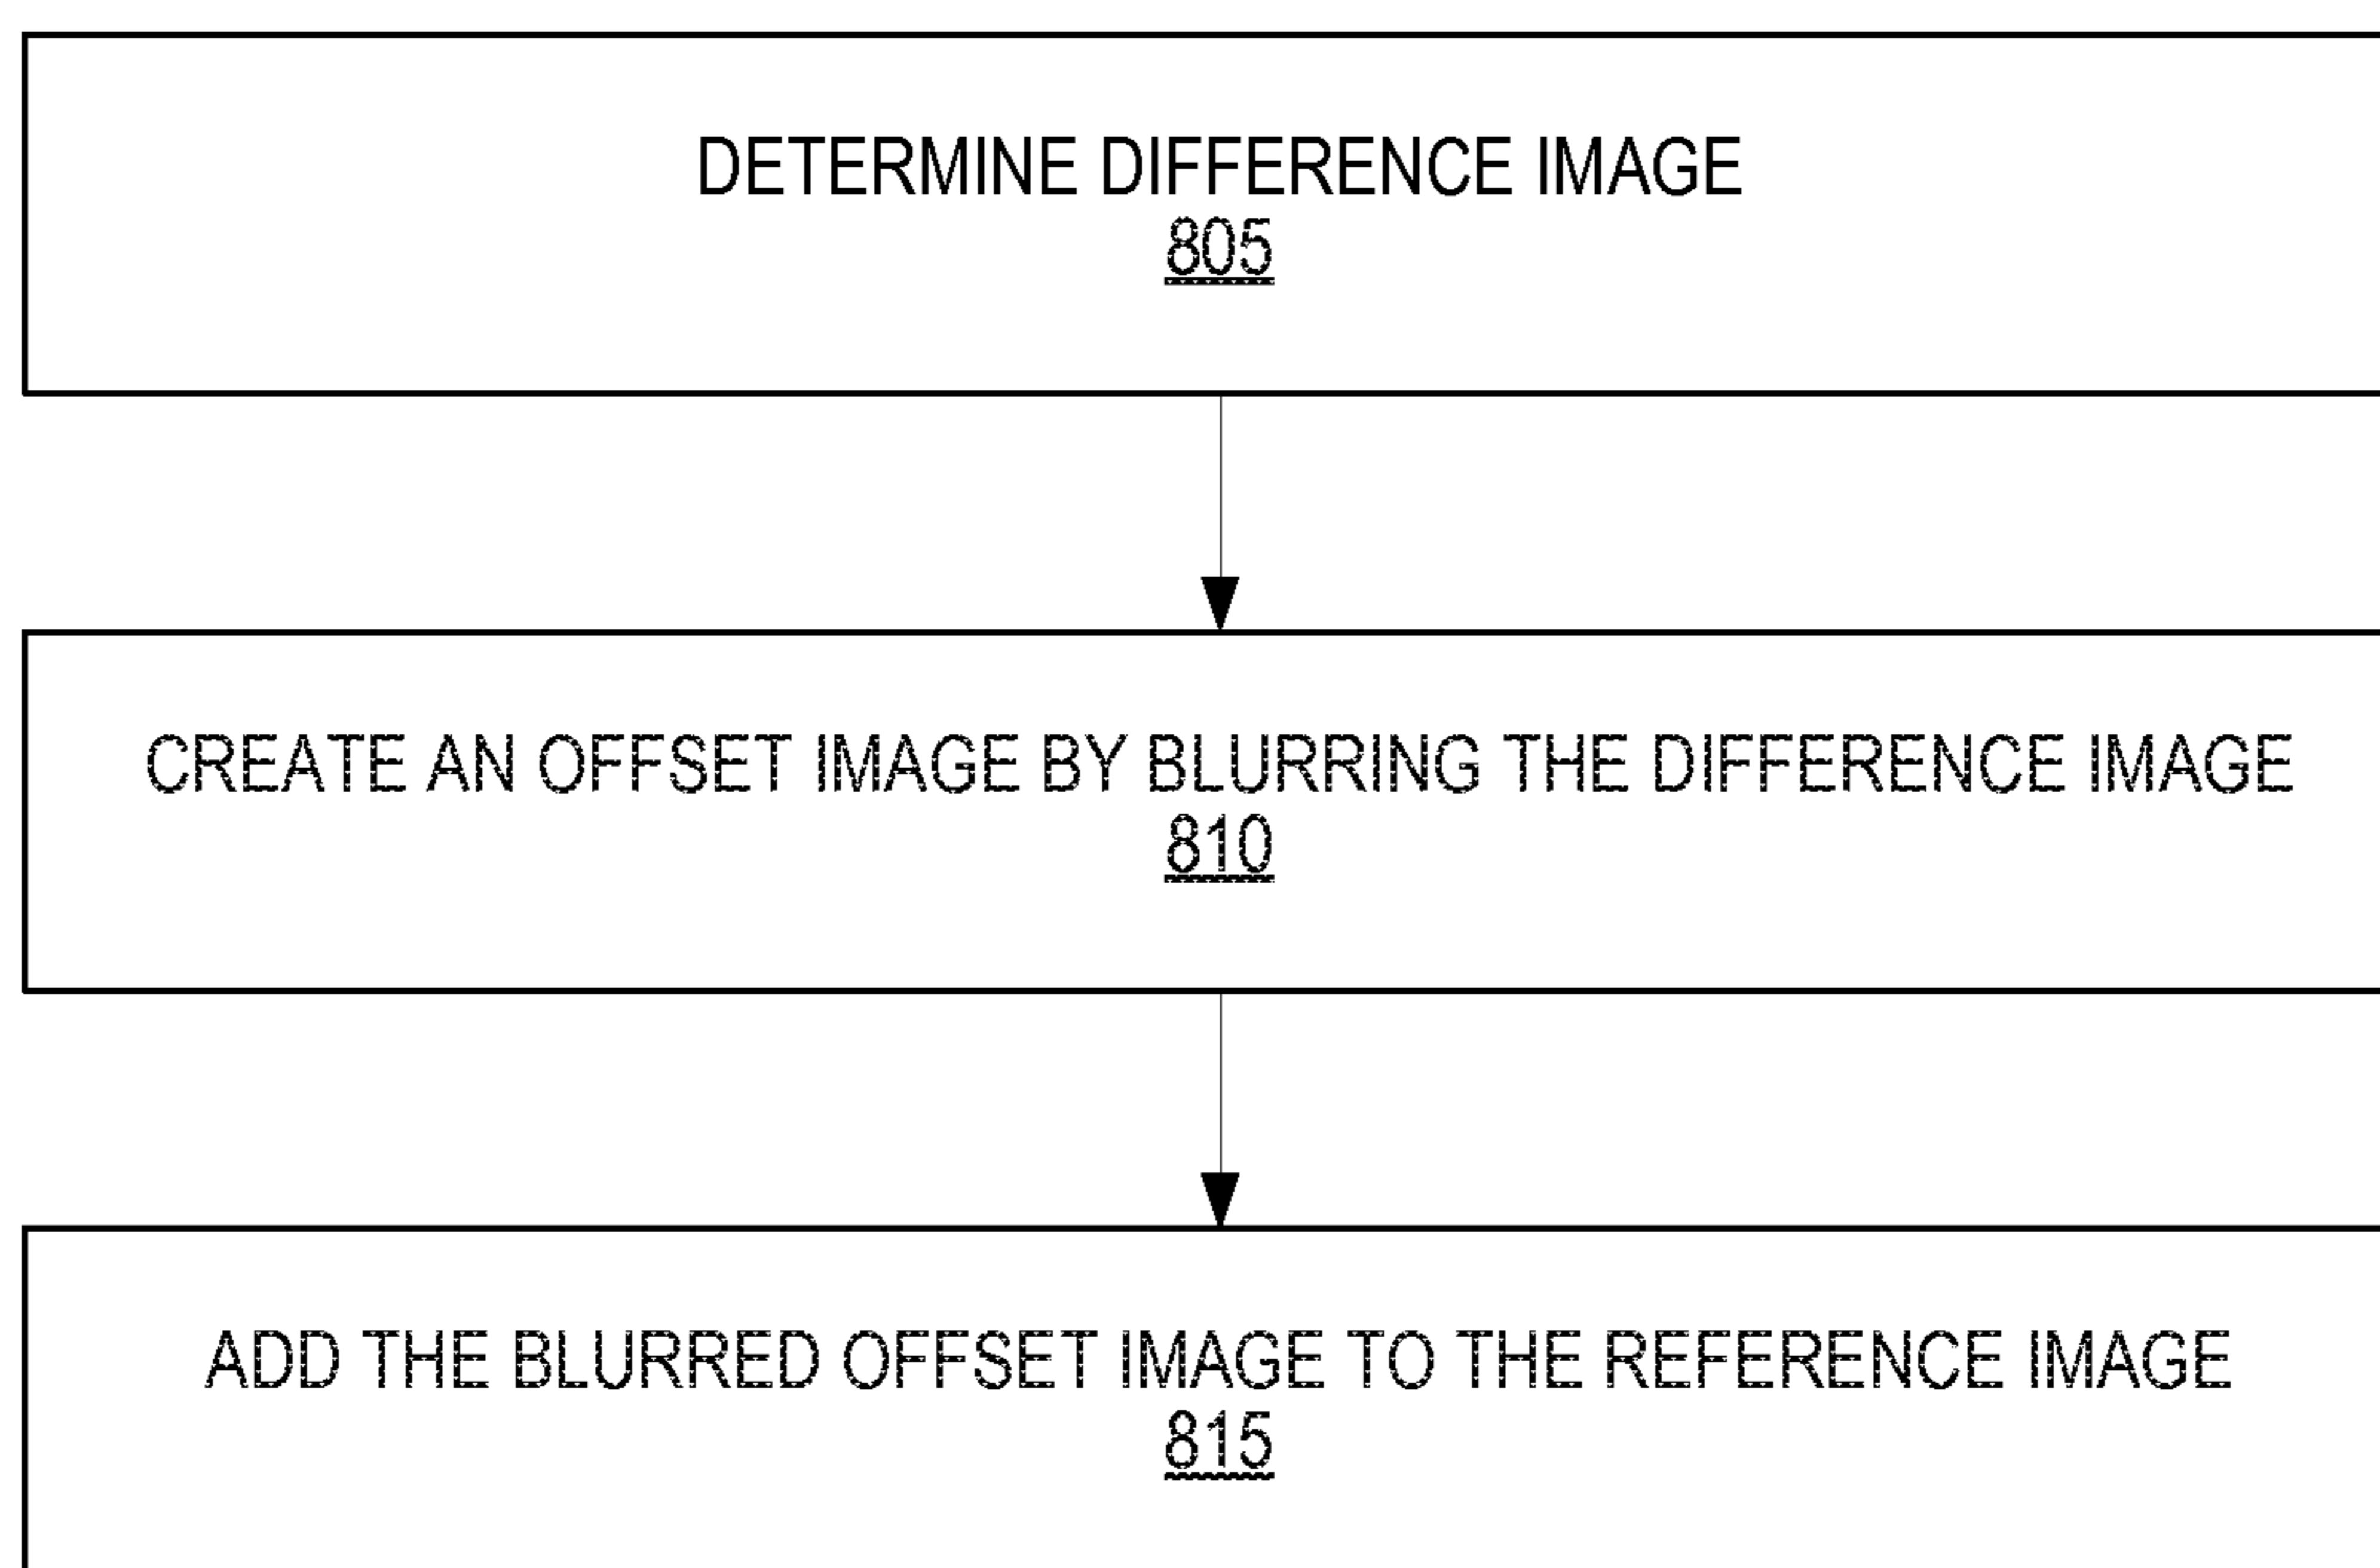 DETERMINE DIFFERENCE IMAGE
805
CREATE AN OFFSET IMAGE BY BLURRING THE DIFFERENCE IMAGE
810
ADD THE BLURRED OFFSET IMAGE TO THE REFERENCE IMAGE
815